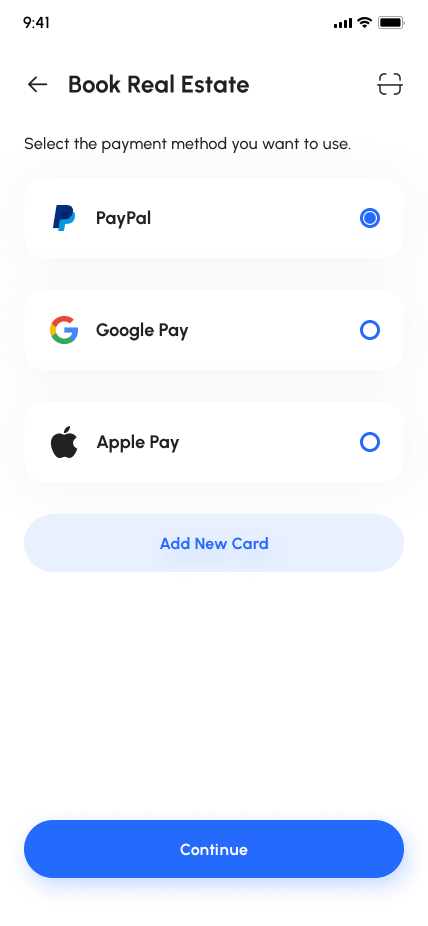 9:41
Book Real Estate
Select the payment method you want to use.
PayPal
Google Pay
Apple Pay
Add New Card
Continue